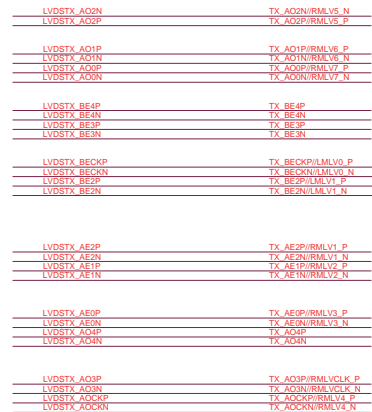 LVDSTX_AO2N TX_AO2N//RMLV5_N
LVDSTX_AO2P TX_AO2P//RMLV5_P
LVDSTX_AO1P TX_AO1P//RMLV6_P
LVDSTX_AO1N TX_AO1N//RMLV6_N
LVDSTX_AO0P TX_AO0P//RMLV7_P
LVDSTX_AO0N TX_AO0N//RMLV7_N
LVDSTX_BE4P TX_BE4P
LVDSTX_BE4N TX_BE4N
LVDSTX_BE3P TX_BE3P
LVDSTX_BE3N TX_BE3N
LVDSTX_BECKP TX_BECKP//LMLV0_P
LVDSTX_BECKN TX_BECKN//LMLV0_N
LVDSTX_BE2P TX_BE2P//LMLV1_P
LVDSTX_BE2N TX_BE2N//LMLV1_N
LVDSTX_AE2P TX_AE2P//RMLV1_P
LVDSTX_AE2N TX_AE2N//RMLV1_N
LVDSTX_AE1P TX_AE1P//RMLV2_P
LVDSTX_AE1N TX_AE1N//RMLV2_N
LVDSTX_AE0P TX_AE0P//RMLV3_P
LVDSTX_AE0N TX_AE0N//RMLV3_N
LVDSTX_AO4P TX_AO4P
LVDSTX_AO4N TX_AO4N
LVDSTX_AO3P TX_AO3P//RMLVCLK_P
LVDSTX_AO3N TX_AO3N//RMLVCLK_N
LVDSTX_AOCKP TX_AOCKP//RMLV4_P
LVDSTX_AOCKN TX_AOCKN//RMLV4_N